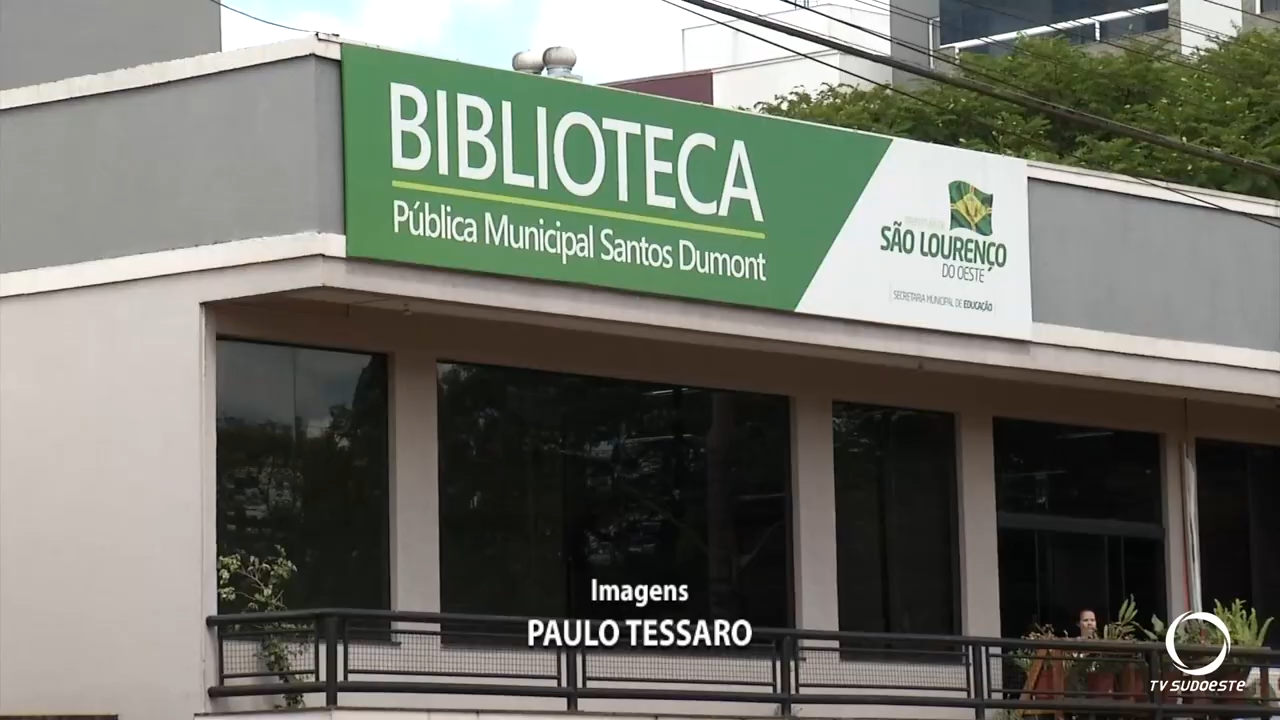 BIBLIOTECA
Pública Municipal Santos Dumont
SÃO LOURENÇO
DO OESTE
SECRETARIA MUNICIPAL DE EDUCAÇÃO
Imagens
PAULO TESSARO
TV SUDOESTE